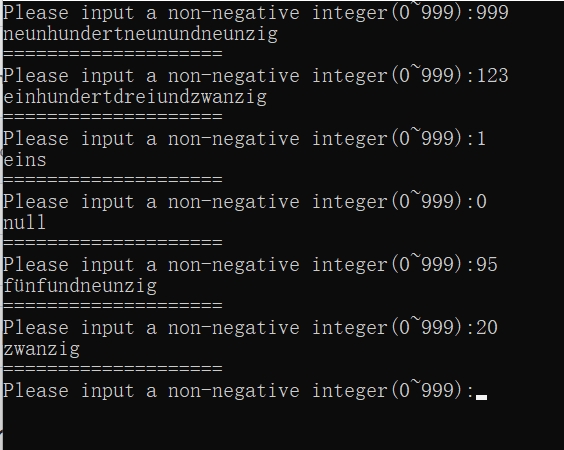 Please input a non-negative integer(0~999):999
neunhundertneunundneunzig
====================
Please input a non-negative integer(0~999):123
einhundertdreiundzwanzig
====================
Please input a non-negative integer(0~999):1
eins
====================
Please input a non-negative integer(0~999):0
null
====================
Please input a non-negative integer(0~999):95
fünfundneunzig
====================
Please input a non-negative integer(0~999):20
zwanzig
====================
Please input a non-negative integer(0~999):